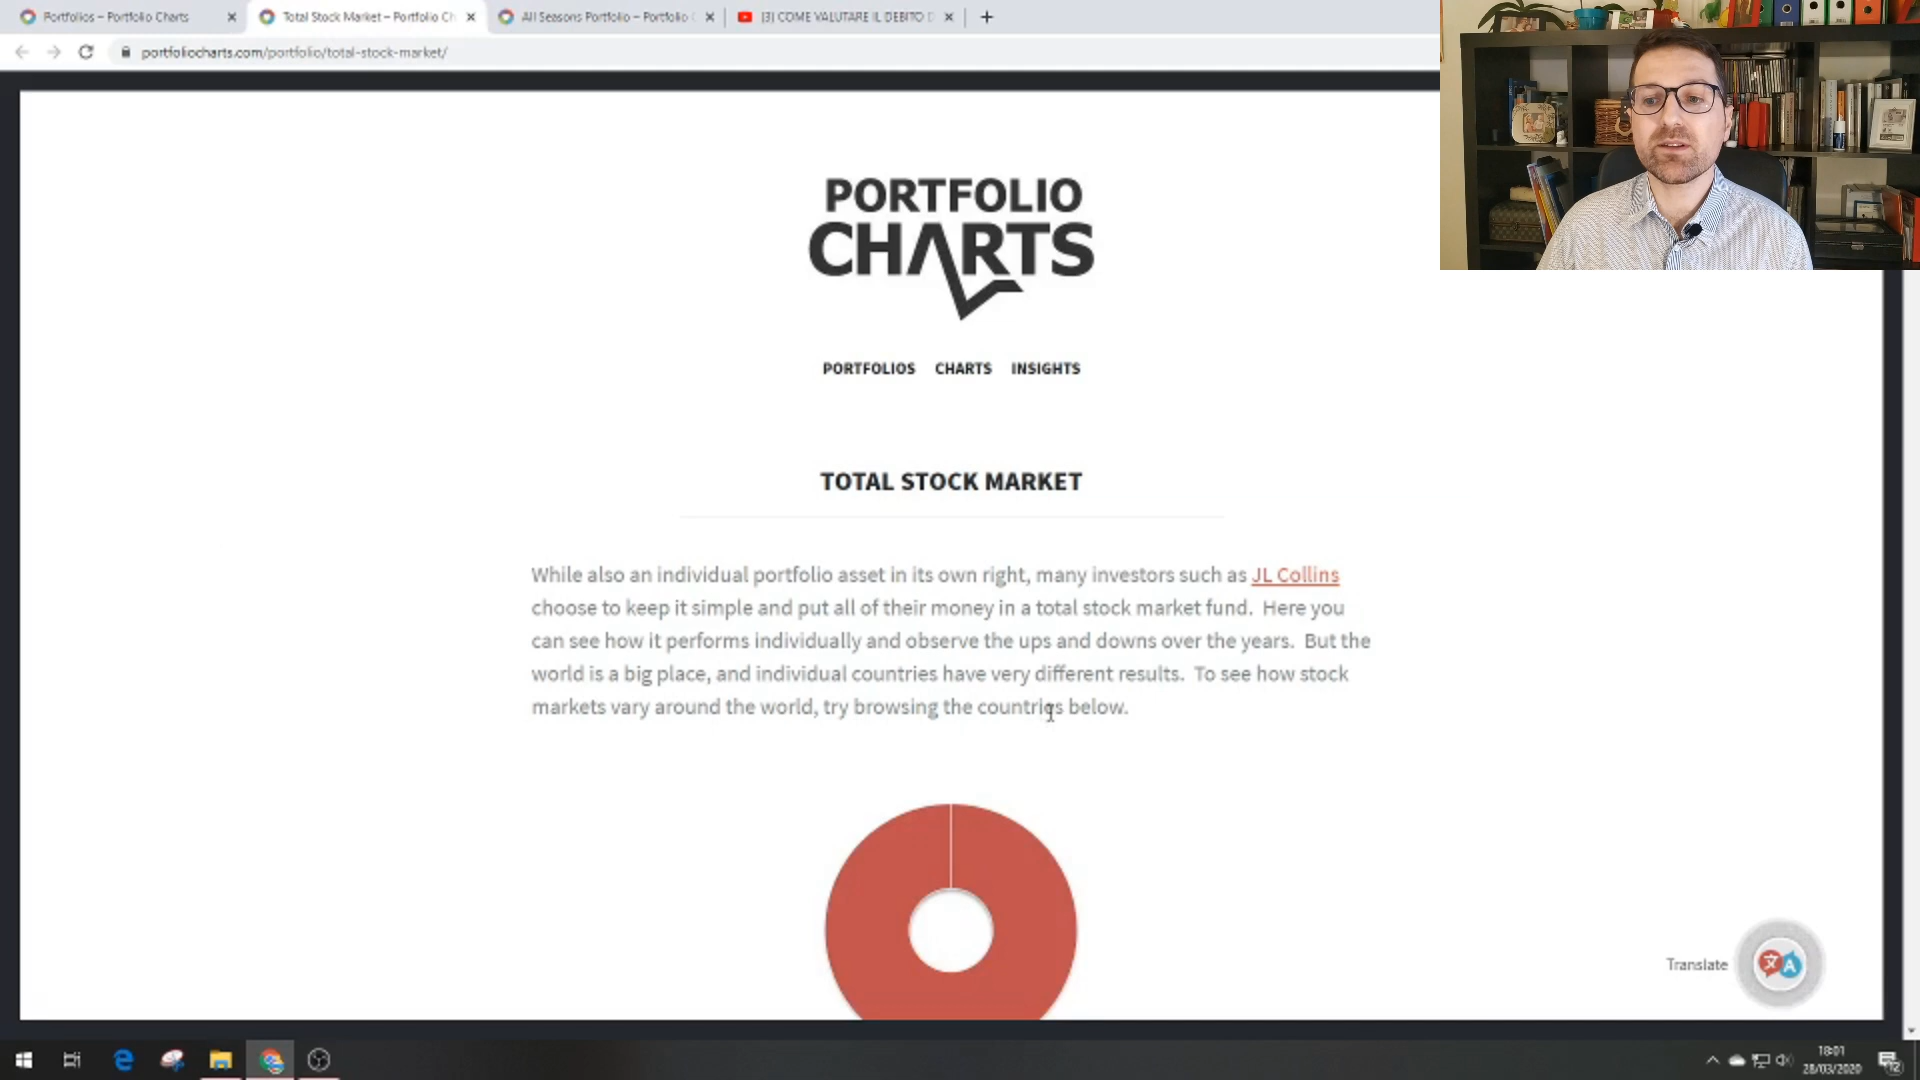 Portfolios – Portfolio Charts
Total Stock Market – Portfolio Ch
All Seasons Portfolio – Portfolio C
(3) COME VALUTARE IL DEBITO D
portfoliocharts.com/portfolio/total-stock-market/
PORTFOLIO
CHARTS
PORTFOLIOS CHARTS INSIGHTS
TOTAL STOCK MARKET
While also an individual portfolio asset in its own right, many investors such as JL Collins
choose to keep it simple and put all of their money in a total stock market fund. Here you
can see how it performs individually and observe the ups and downs over the years. But the
world is a big place, and individual countries have very different results. To see how stock
markets vary around the world, try browsing the countries below.
Translate
18:01
28/03/2020
12